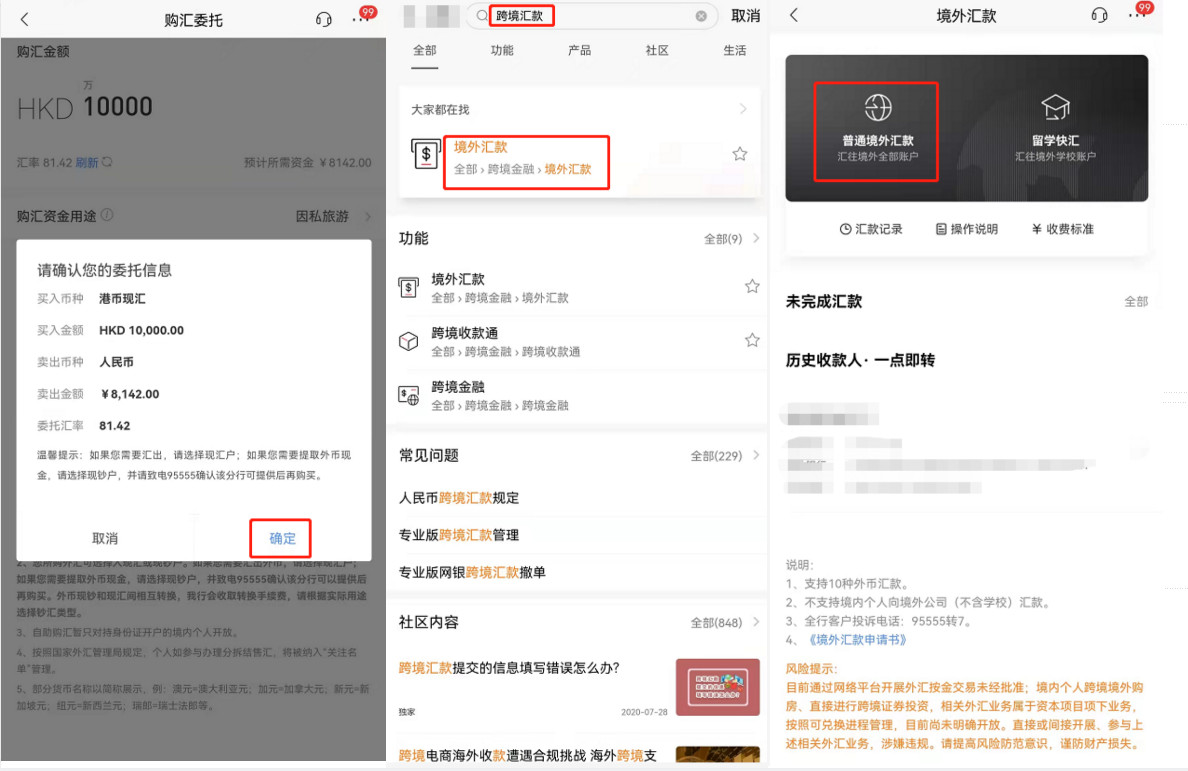 购汇委托
99
购汇金额
万
HKD 10000
汇率 81.42 刷新
预计所需资金 ¥8142.00
购汇资金用途
因私旅游
请确认您的委托信息
买入币种 港币现汇
买入金额 HKD 10,000.00
卖出币种 人民币
卖出金额 ¥8,142.00
委托汇率 81.42
温馨提示：如果您需要汇出，请选择现汇户；如果您需要提取外币现
金，请选择现钞户，并请致电95555确认该分行可提供后再购买。
取消
确定
2、您所购外汇可选择入现汇或现钞户。如果您需要汇出外币，请选择现汇户；
如果您需要提取外币现金，请选择现钞户，并致电95555确认该分行可以提供后
再购买。外币现钞和现汇间相互转换，我行会收取转换手续费，请根据实际用途
选择钞汇类型。
3、自助购汇暂只对持身份证开户的境内个人开放。
4、按照国家外汇管理局规定，个人如参与办理分拆结售汇，将被纳入“关注名
单”管理。
5、部分货币名称以简称展示，例：澳元=澳大利亚元；加元=加拿大元；新元=新
加坡元，纽元=新西兰元；瑞郎=瑞士法郎等。
跨境汇款
取消
全部
功能
产品
社区
生活
大家都在找
境外汇款
全部 › 跨境金融 › 境外汇款
功能
全部(9)
境外汇款
全部 › 跨境金融 › 境外汇款
跨境收款通
全部 › 跨境金融 › 跨境收款通
跨境金融
全部 › 跨境金融 › 跨境金融
常见问题
全部(229)
人民币跨境汇款规定
专业版跨境汇款管理
专业版网银跨境汇款撤单
社区内容
全部(848)
跨境汇款提交的信息填写错误怎么办？
独家
2020-07-28
跨境电商海外收款遭遇合规挑战 海外跨境支
境外汇款
99
普通境外汇款
汇往境外全部账户
留学快汇
汇往境外学校账户
汇款记录
操作说明
¥ 收费标准
未完成汇款
全部
历史收款人· 一点即转
说明：
1、支持10种外币汇款。
2、不支持境内个人向境外公司（不含学校）汇款。
3、全行客户投诉电话：95555转7。
4、《境外汇款申请书》
风险提示：
目前通过网络平台开展外汇按金交易未经批准；境内个人跨境境外购
房、直接进行跨境证券投资，相关外汇业务属于资本项目项下业务，
按照可兑换进程管理，目前尚未明确开放。直接或间接开展、参与上
述相关外汇业务，涉嫌违规。请提高风险防范意识，谨防财产损失。